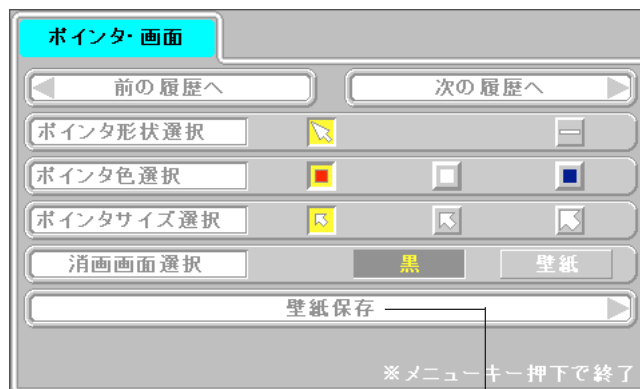 ポインタ・画面
前の履歴へ
次の履歴へ
ポインタ形状選択
ポインタ色選択
ポインタサイズ選択
消画画面選択
黒
壁紙
壁紙保存
※メニューキー押下で終了